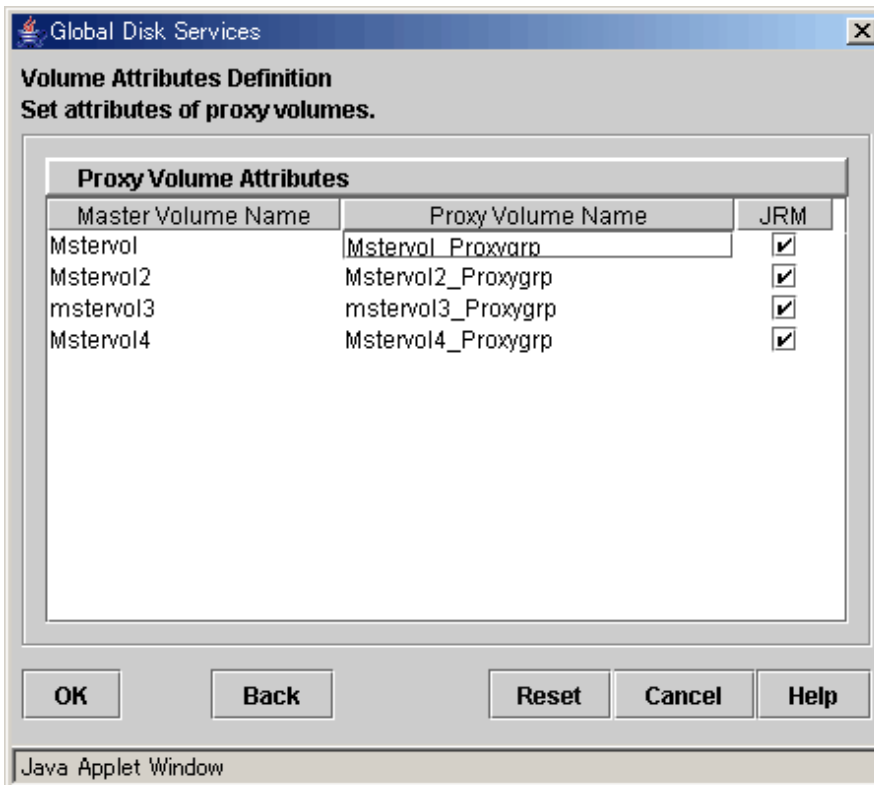 Global Disk Services
Volume Attributes Definition
Set attributes of proxy volumes.
Proxy Volume Attributes
Master Volume Name Proxy Volume Name JRM
Mstervol Mstervol_Proxygrp
Mstervol2 Mstervol2_Proxygrp
mstervol3 mstervol3_Proxygrp
Mstervol4 Mstervol4_Proxygrp
OK Back Reset Cancel Help
Java Applet Window